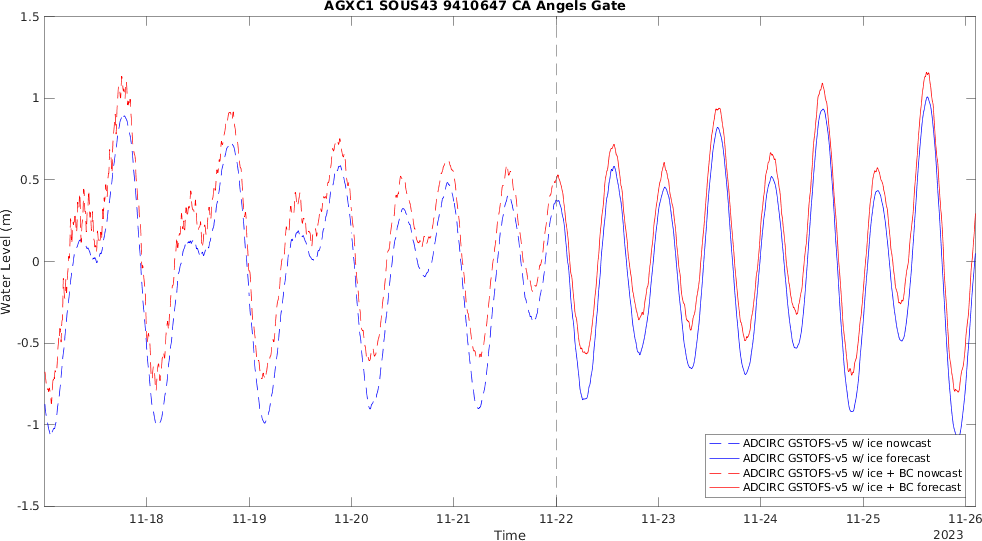 AGXC1 SOUS43 9410647 CA Angels Gate
1.5
1
0.5
0
-0.5
-1
-1.5
Water Level (m)
11-18
11-19
11-20
11-21
11-22
11-23
11-24
11-25
11-26
Time
2023
ADCIRC GSTOFS-v5 w/ ice nowcast
ADCIRC GSTOFS-v5 w/ ice forecast
ADCIRC GSTOFS-v5 w/ ice + BC nowcast
ADCIRC GSTOFS-v5 w/ ice + BC forecast